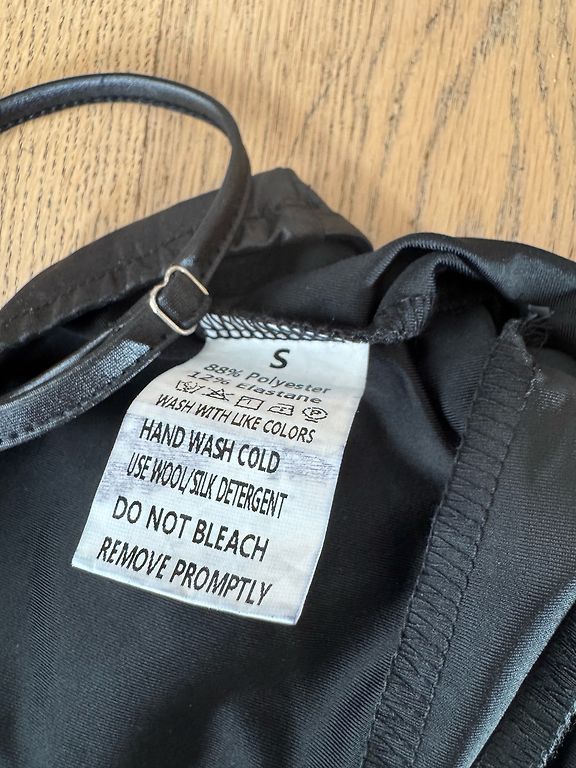 S
88% Polyester
12% Elastane
WASH WITH LIKE COLORS
HAND WASH COLD
USE WOOL/SILK DETERGENT
DO NOT BLEACH
REMOVE PROMPTLY